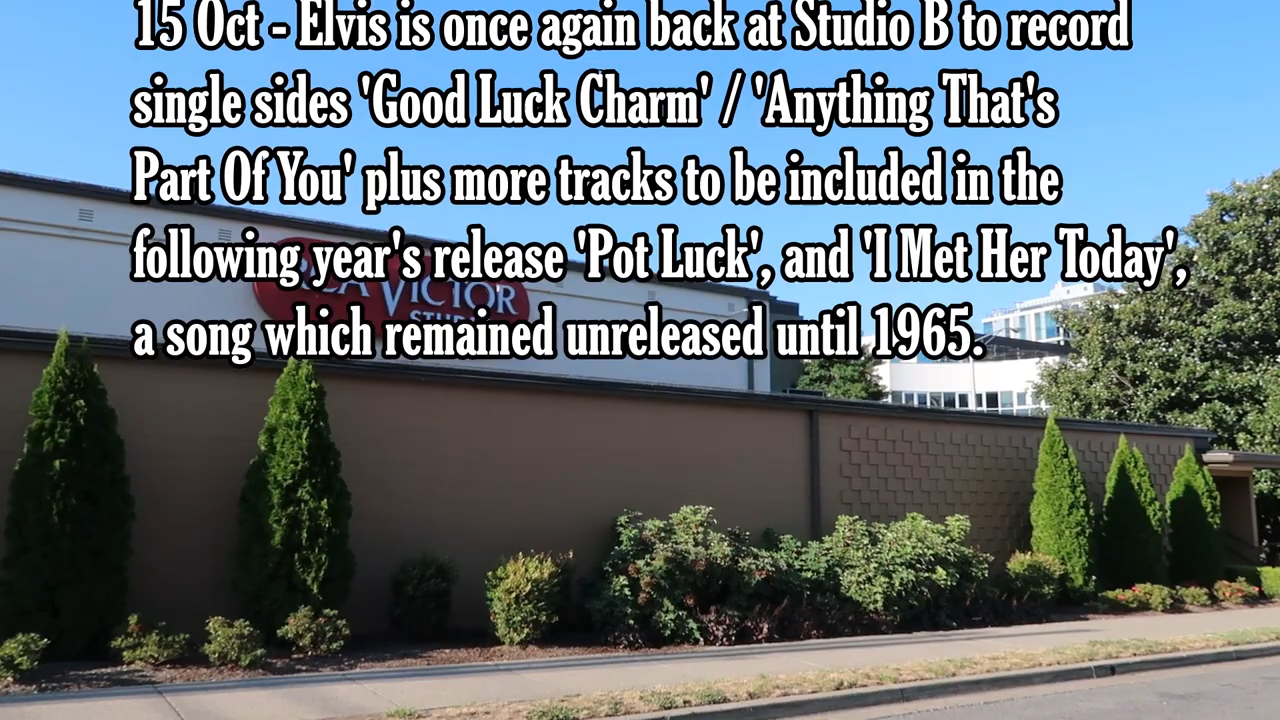 15 Oct - Elvis is once again back at Studio B to record
single sides 'Good Luck Charm' / 'Anything That's
Part Of You' plus more tracks to be included in the
following year's release 'Pot Luck', and 'I Met Her Today',
VICTOR
a song which remained unreleased until 1965.